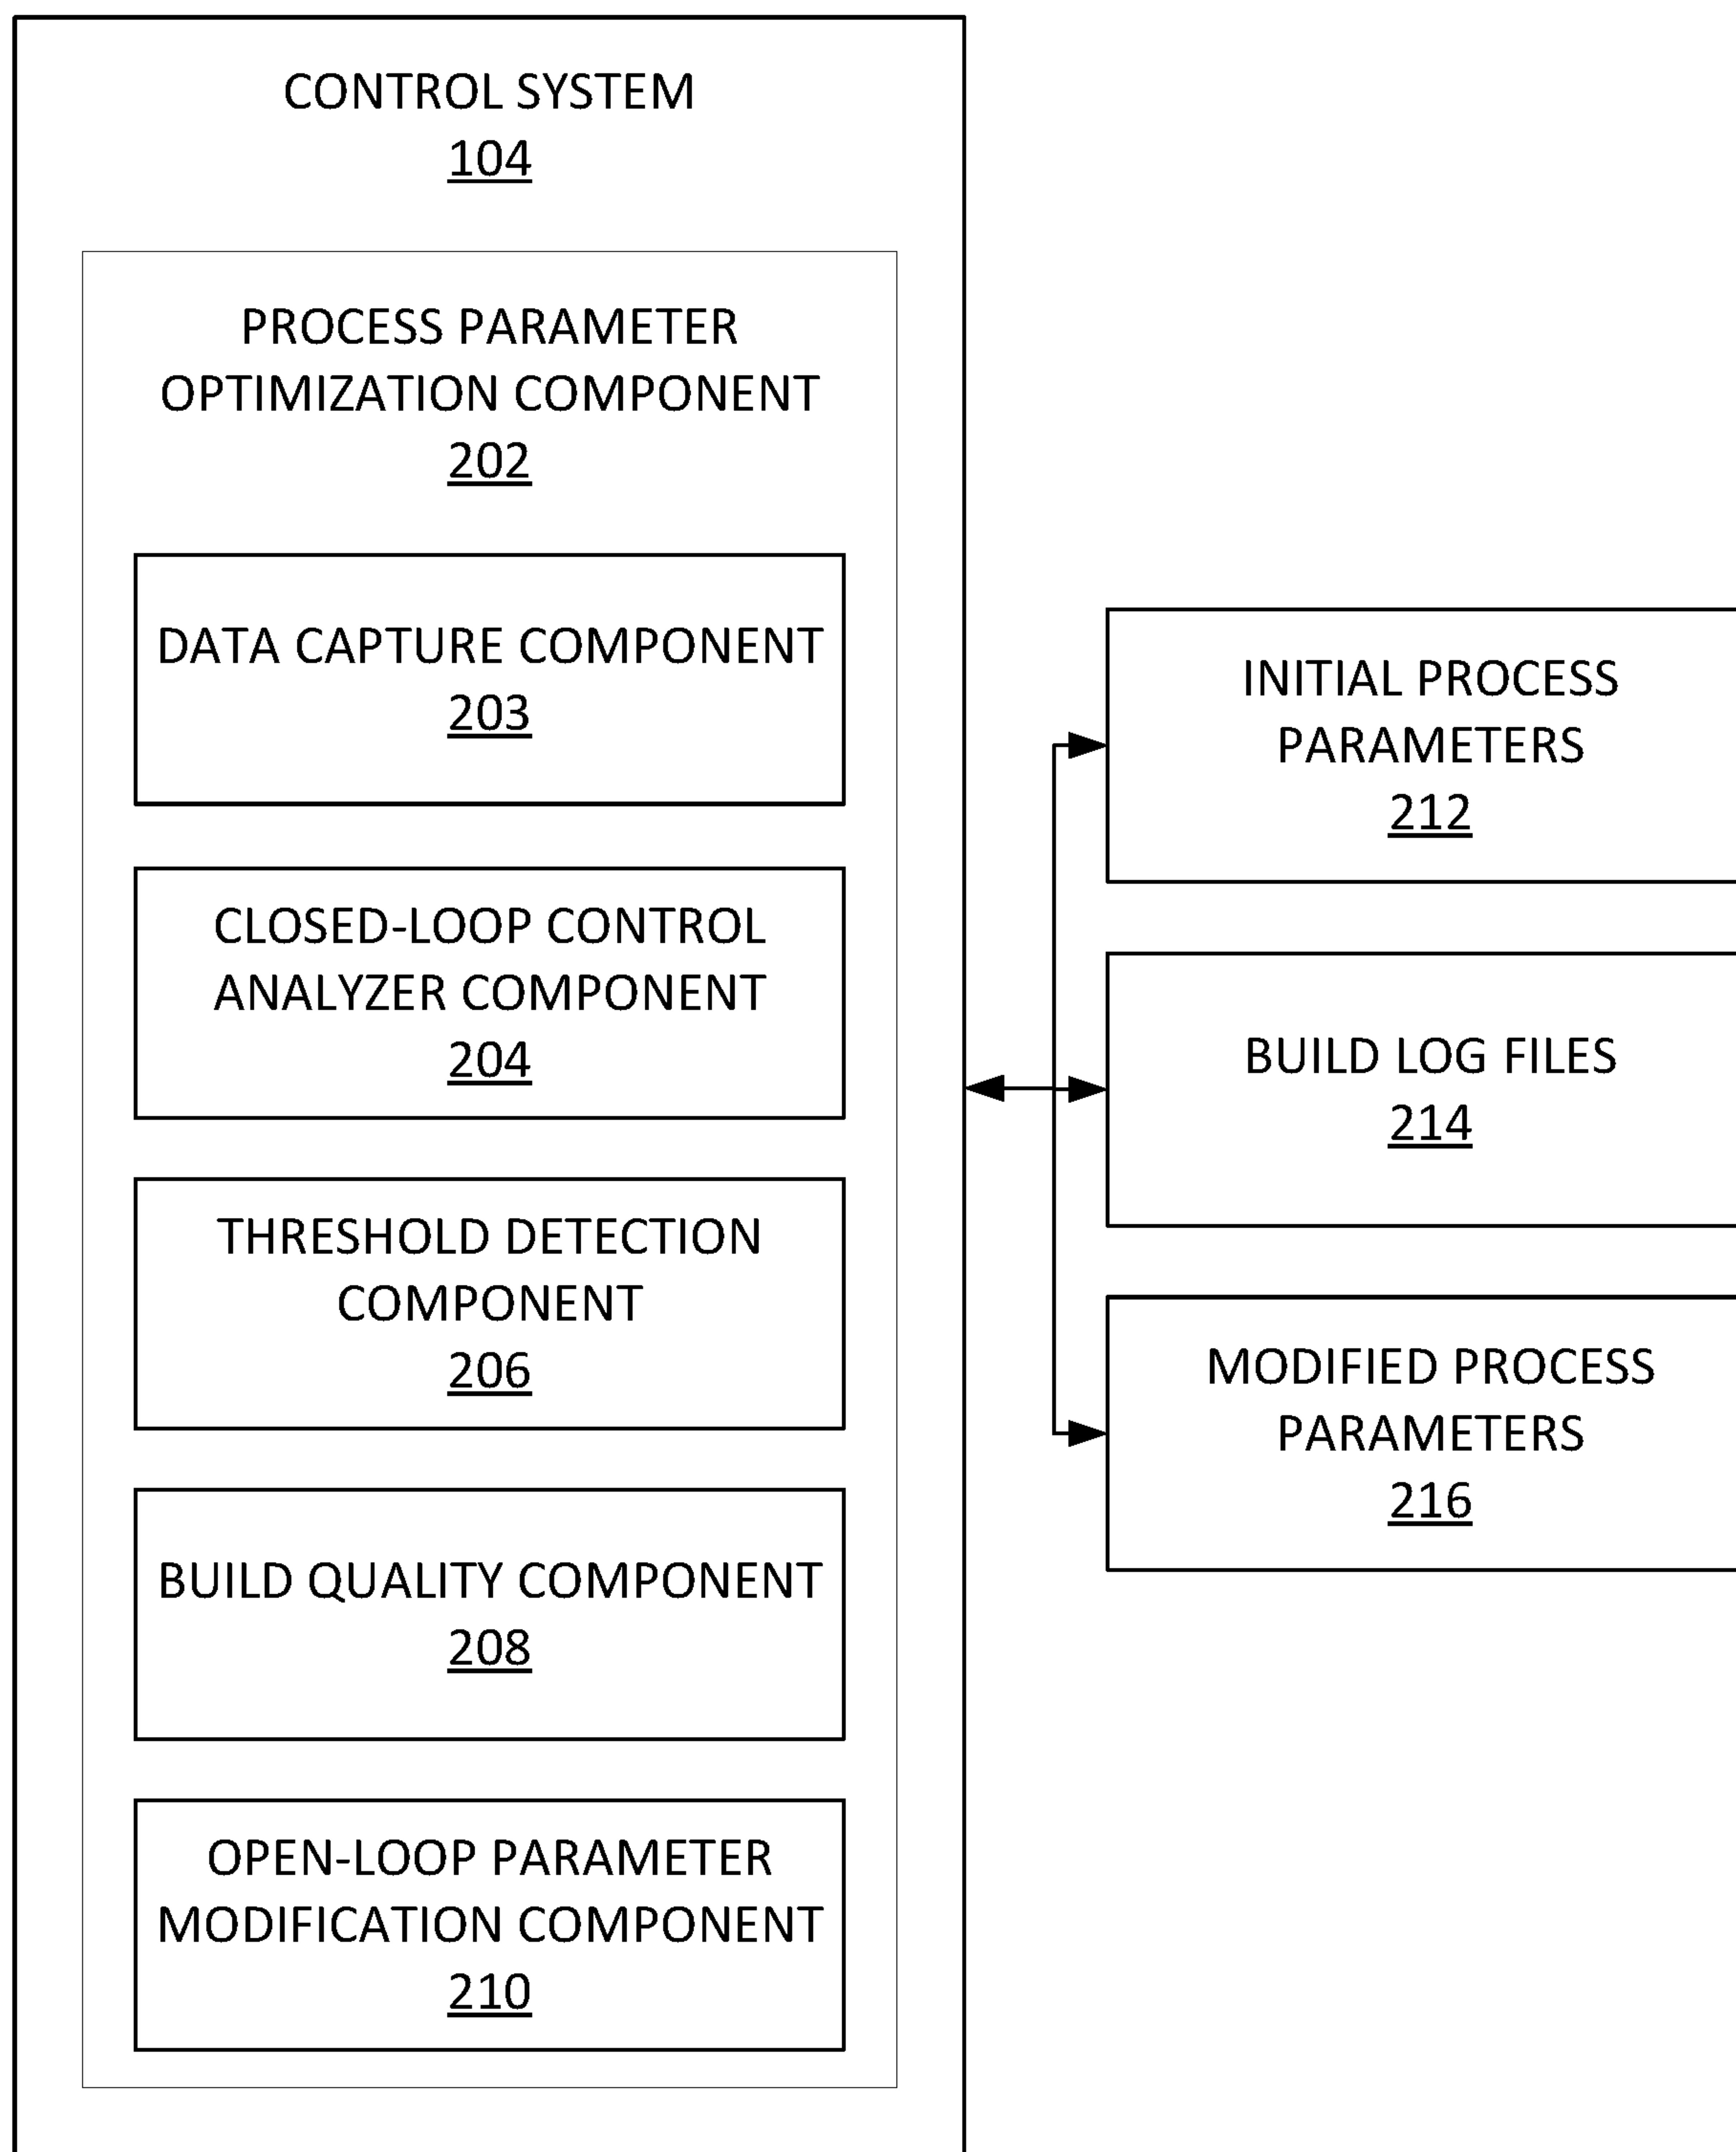 CONTROL SYSTEM
104
PROCESS PARAMETER
OPTIMIZATION COMPONENT
202
DATA CAPTURE COMPONENT
203
CLOSED-LOOP CONTROL
ANALYZER COMPONENT
204
THRESHOLD DETECTION
COMPONENT
206
BUILD QUALITY COMPONENT
208
OPEN-LOOP PARAMETER
MODIFICATION COMPONENT
210
INITIAL PROCESS
PARAMETERS
212
BUILD LOG FILES
214
MODIFIED PROCESS
PARAMETERS
216